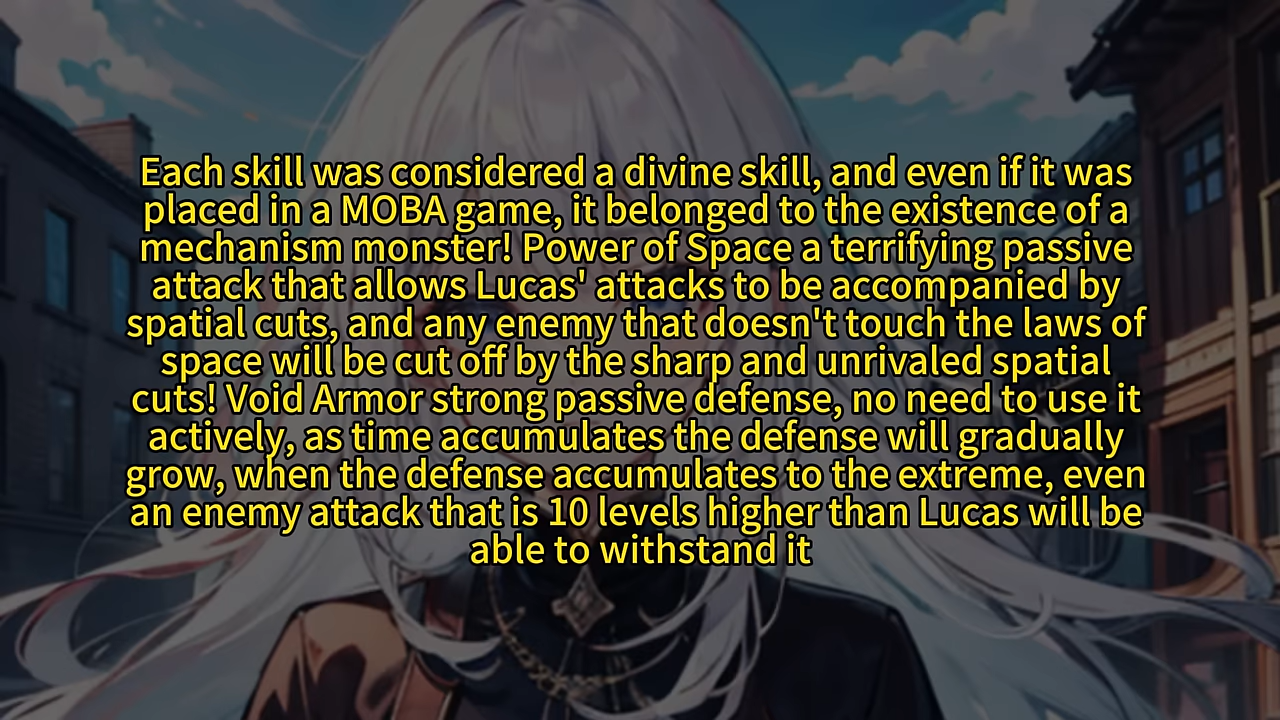 Each skill was considered a divine skill, and even if it was
placed in a MOBA game, it belonged to the existence of a
mechanism monster! Power of Space a terrifying passive
attack that allows Lucas' attacks to be accompanied by
spatial cuts, and any enemy that doesn't touch the laws of
space will be cut off by the sharp and unrivaled spatial
cuts! Void Armor strong passive defense, no need to use it
actively, as time accumulates the defense will gradually
grow, when the defense accumulates to the extreme, even
an enemy attack that is 10 levels higher than Lucas will be
able to withstand it